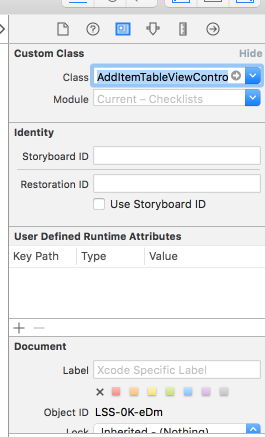 Custom Class Hide
Class AddItemTableViewContro
Module Current – Checklists
Identity
Storyboard ID
Restoration ID
Use Storyboard ID
User Defined Runtime Attributes
Key Path Type Value
Document
Label Xcode Specific Label
Object ID LSS-0K-eDm
Lock Inherited - (Nothing)